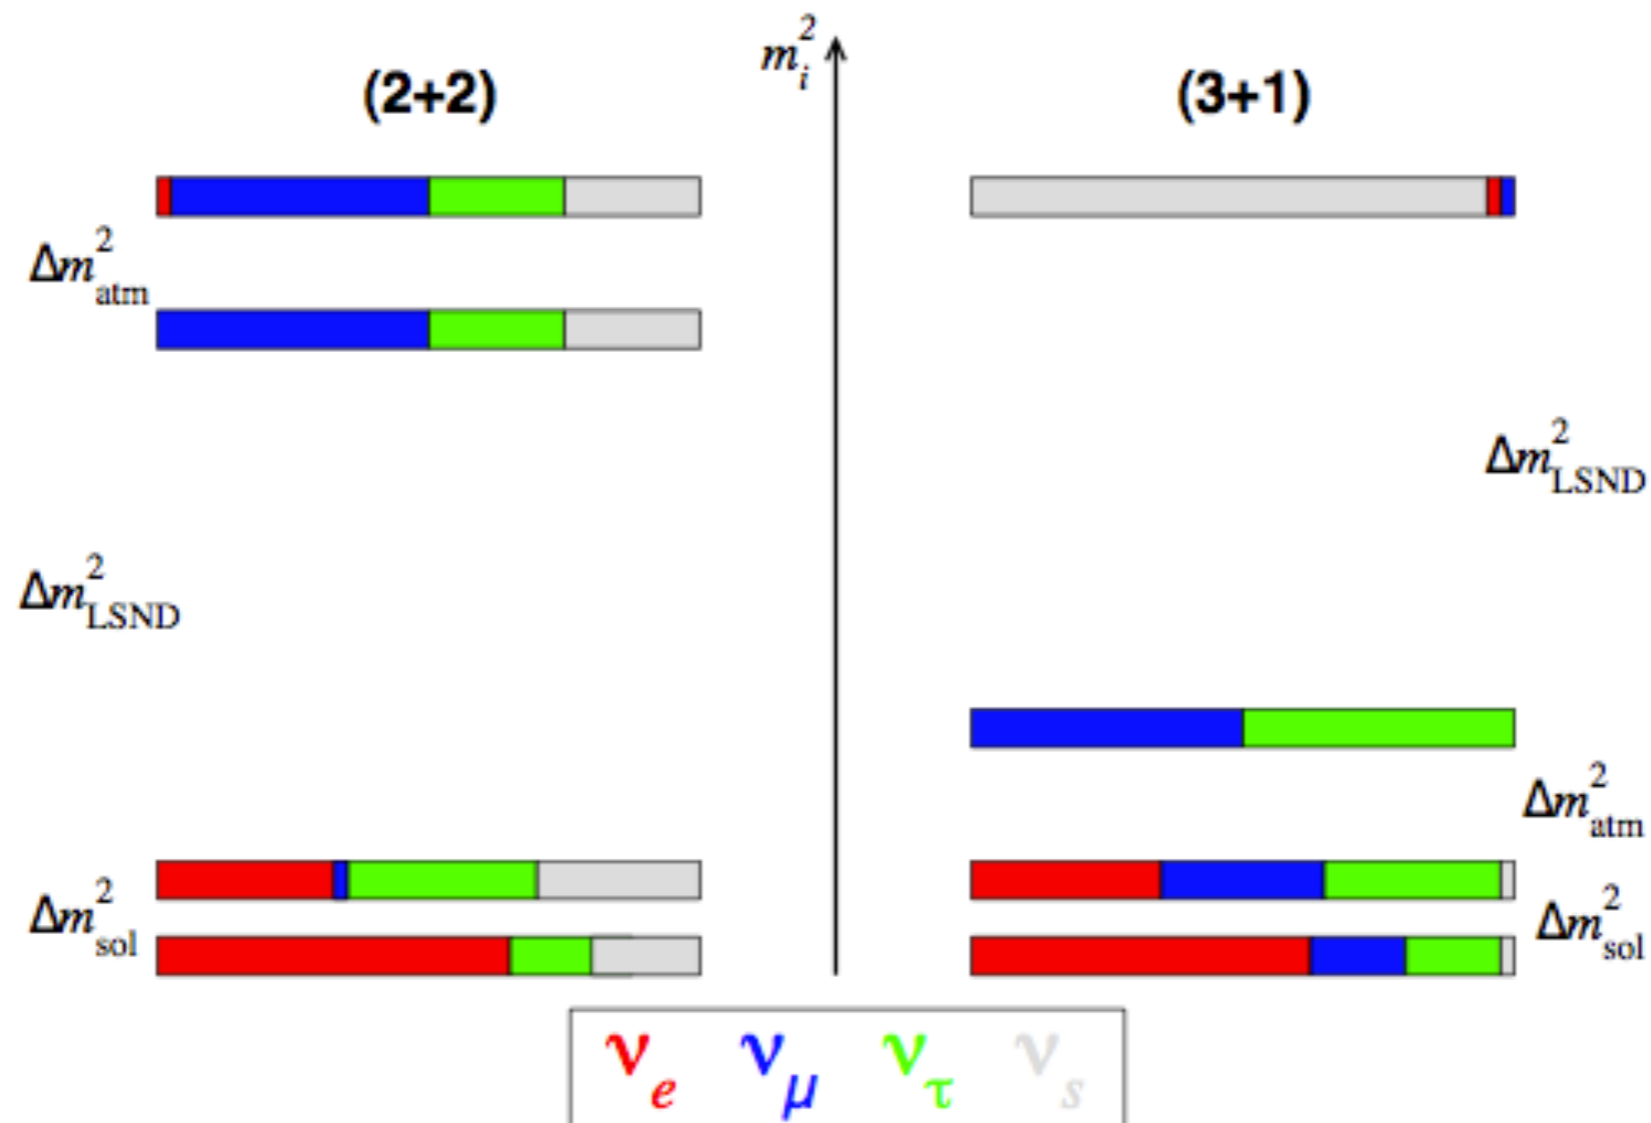 m_i^2
(2+2)
(3+1)
Δm^2_atm
Δm^2_LSND
Δm^2_LSND
Δm^2_atm
Δm^2_sol
Δm^2_sol
ν_e ν_μ ν_τ ν_s